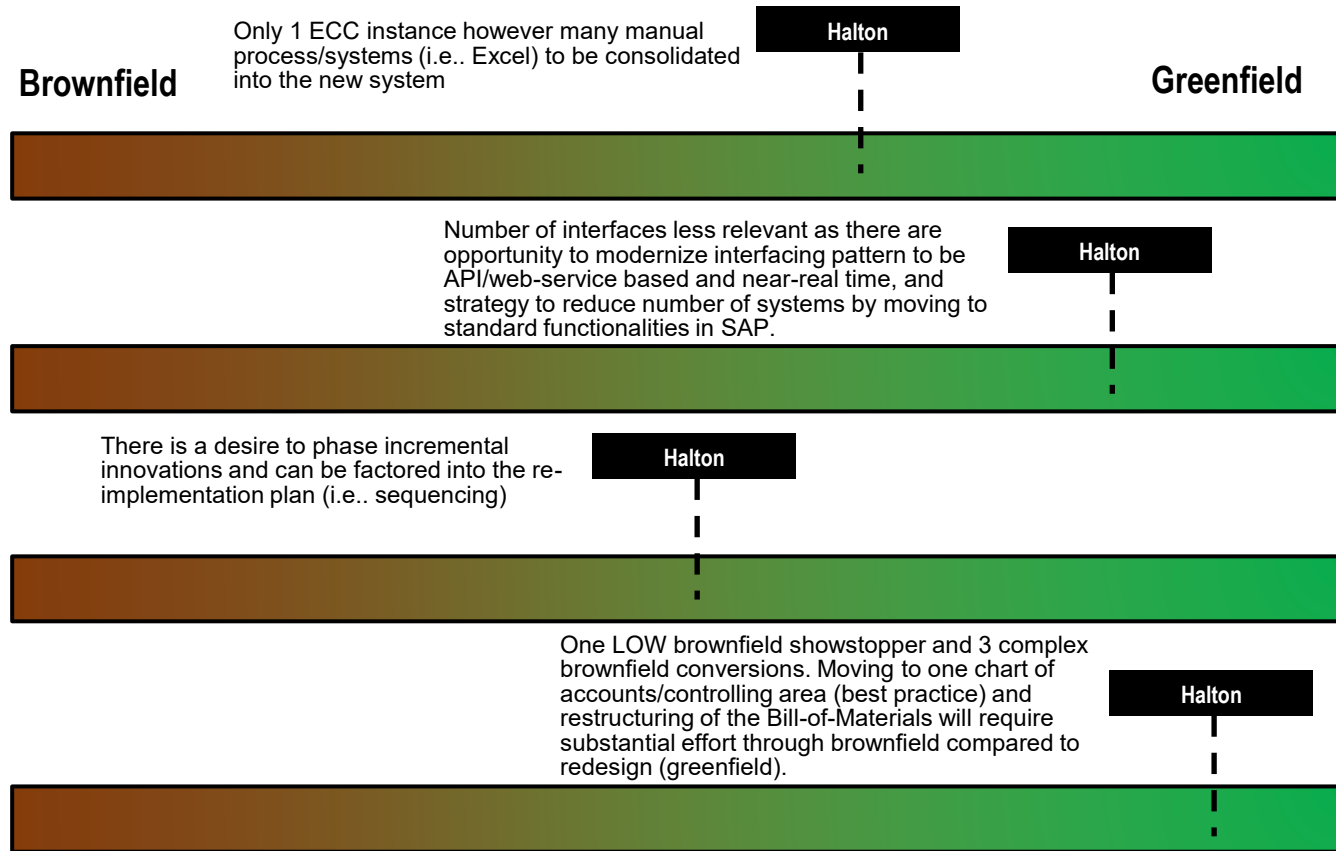 Only 1 ECC instance however many manual
process/systems (i.e.. Excel) to be consolidated
into the new system
Halton
Brownfield
Greenfield
Number of interfaces less relevant as there are
opportunity to modernize interfacing pattern to be
API/web-service based and near-real time, and
strategy to reduce number of systems by moving to
standard functionalities in SAP.
Halton
There is a desire to phase incremental
innovations and can be factored into the re-
implementation plan (i.e.. sequencing)
Halton
One LOW brownfield showstopper and 3 complex
brownfield conversions. Moving to one chart of
accounts/controlling area (best practice) and
restructuring of the Bill-of-Materials will require
substantial effort through brownfield compared to
redesign (greenfield).
Halton